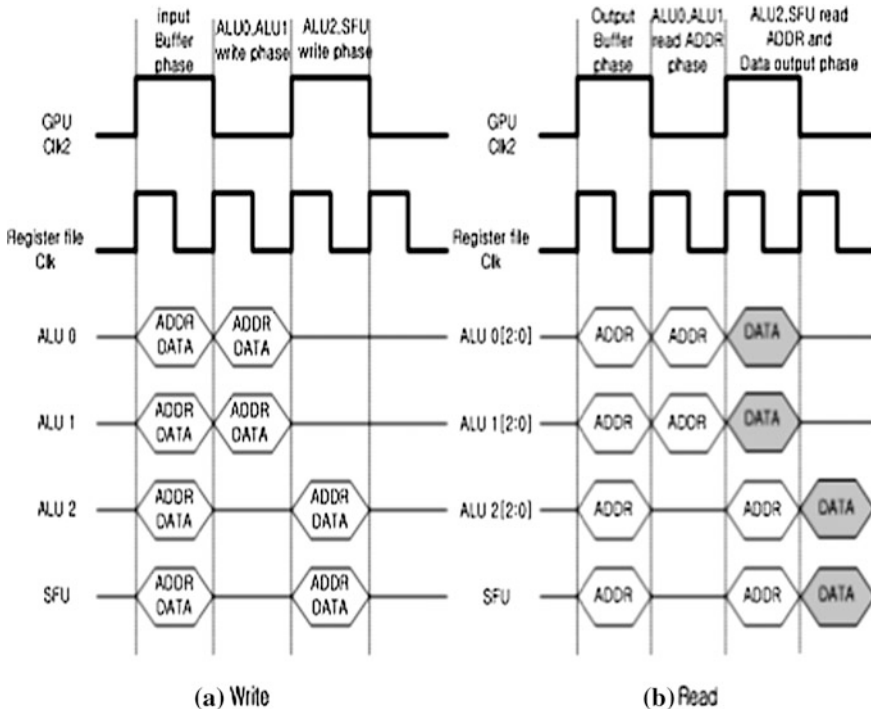 input
Buffer
phase
ALU0,ALU1
write phase
ALU2,SFU
write phase
GPU
Clk2
Register file
Clk
ALU 0
ADDR
DATA
ADDR
DATA
ALU 1
ADDR
DATA
ADDR
DATA
ALU 2
ADDR
DATA
ADDR
DATA
SFU
ADDR
DATA
ADDR
DATA
(a) Write
Output
Buffer
phase
ALU0,ALU1
read ADDR
phase
ALU2,SFU read
ADDR and
Data output phase
GPU
Clk2
Register file
Clk
ALU 0[2:0]
ADDR
ADDR
DATA
ALU 1[2:0]
ADDR
ADDR
DATA
ALU 2[2:0]
ADDR
ADDR
DATA
SFU
ADDR
ADDR
DATA
(b) Read